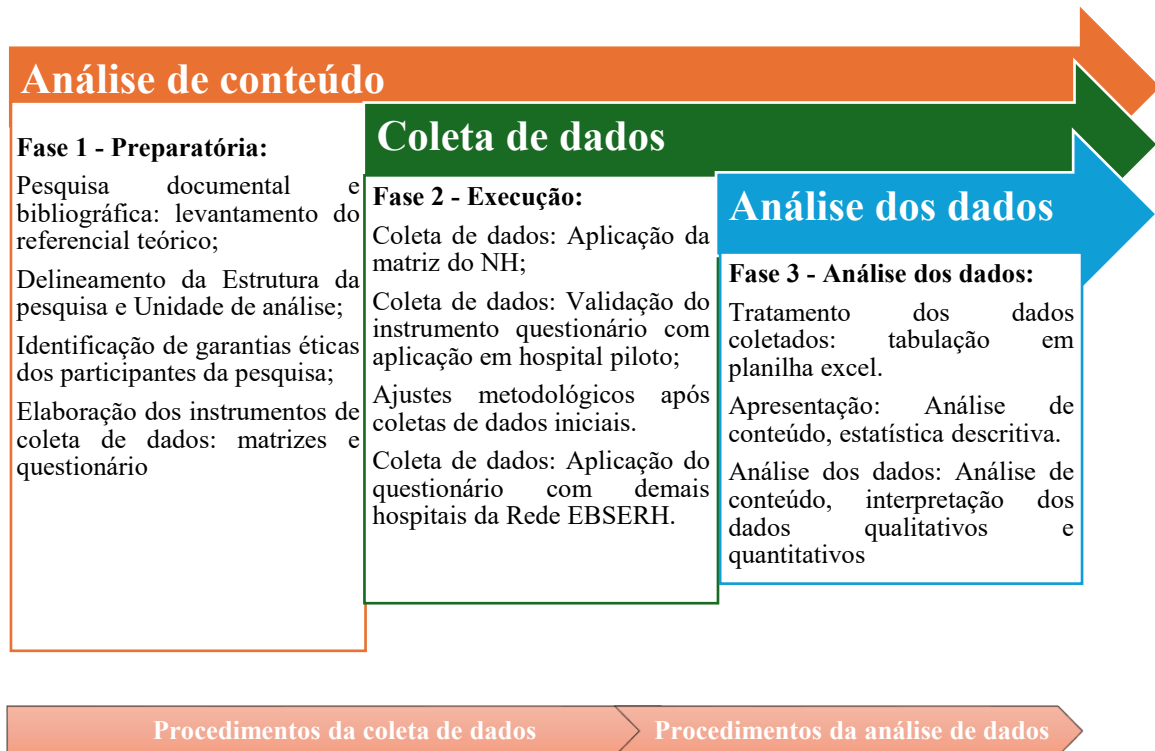 Análise de conteúdo
Fase 1 - Preparatória:
Pesquisa documental e
bibliográfica: levantamento do
referencial teórico;
Delineamento da Estrutura da
pesquisa e Unidade de análise;
Identificação de garantias éticas
dos participantes da pesquisa;
Elaboração dos instrumentos de
coleta de dados: matrizes e
questionário
Coleta de dados
Fase 2 - Execução:
Coleta de dados: Aplicação da
matriz do NH;
Coleta de dados: Validação do
instrumento questionário com
aplicação em hospital piloto;
Ajustes metodológicos após
coletas de dados iniciais.
Coleta de dados: Aplicação do
questionário com demais
hospitais da Rede EBSERH.
Análise dos dados
Fase 3 - Análise dos dados:
Tratamento dos dados
coletados: tabulação em
planilha excel.
Apresentação: Análise de
conteúdo, estatística descritiva.
Análise dos dados: Análise de
conteúdo, interpretação dos
dados qualitativos e
quantitativos
Procedimentos da coleta de dados
Procedimentos da análise de dados